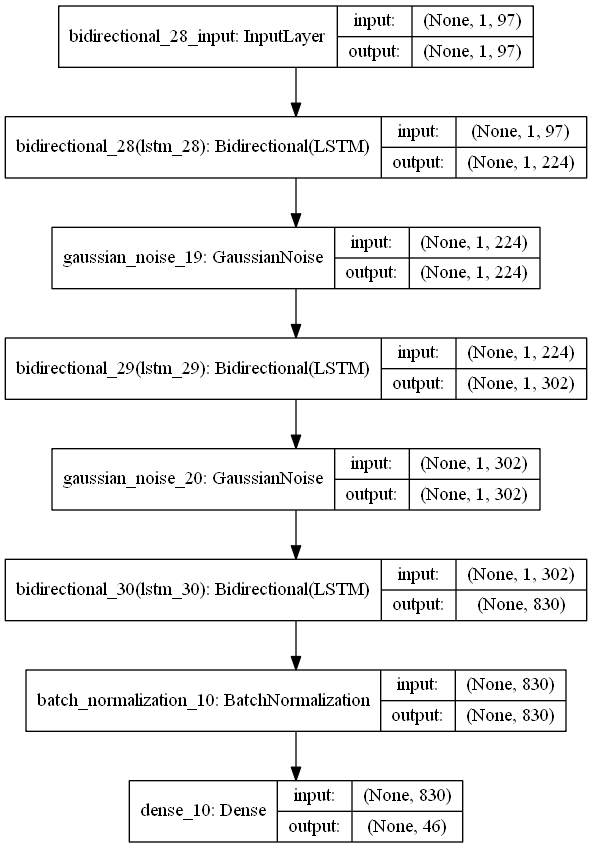 bidirectional_28_input: InputLayer
input: (None, 1, 97)
output: (None, 1, 97)
bidirectional_28(lstm_28): Bidirectional(LSTM)
input: (None, 1, 97)
output: (None, 1, 224)
gaussian_noise_19: GaussianNoise
input: (None, 1, 224)
output: (None, 1, 224)
bidirectional_29(lstm_29): Bidirectional(LSTM)
input: (None, 1, 224)
output: (None, 1, 302)
gaussian_noise_20: GaussianNoise
input: (None, 1, 302)
output: (None, 1, 302)
bidirectional_30(lstm_30): Bidirectional(LSTM)
input: (None, 1, 302)
output: (None, 830)
batch_normalization_10: BatchNormalization
input: (None, 830)
output: (None, 830)
dense_10: Dense
input: (None, 830)
output: (None, 46)